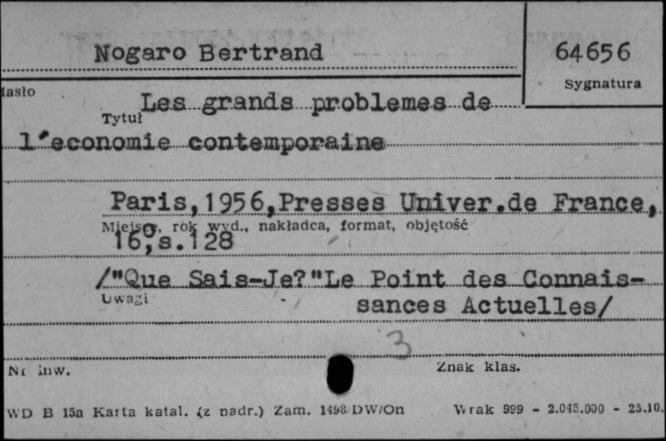 Nogaro Bertrand
64656
Sygnatura
Hasło
Les grands problemes de
Tytuł
l'economie contemporaine
Paris,1956,Presses Univer.de France,
Miejsce, rok wyd., nakładca, format, objętość
16°,s.128
/"Que Sais-Je?"Le Point des Connais-
Uwagi
sances Actuelles/
3
Nr inw.
Znak klas.
WD B 15a Karta katal. (z nadr.) Zam. 1498/DW/On
Wrak 999 - 2.045.000 - 25.10.